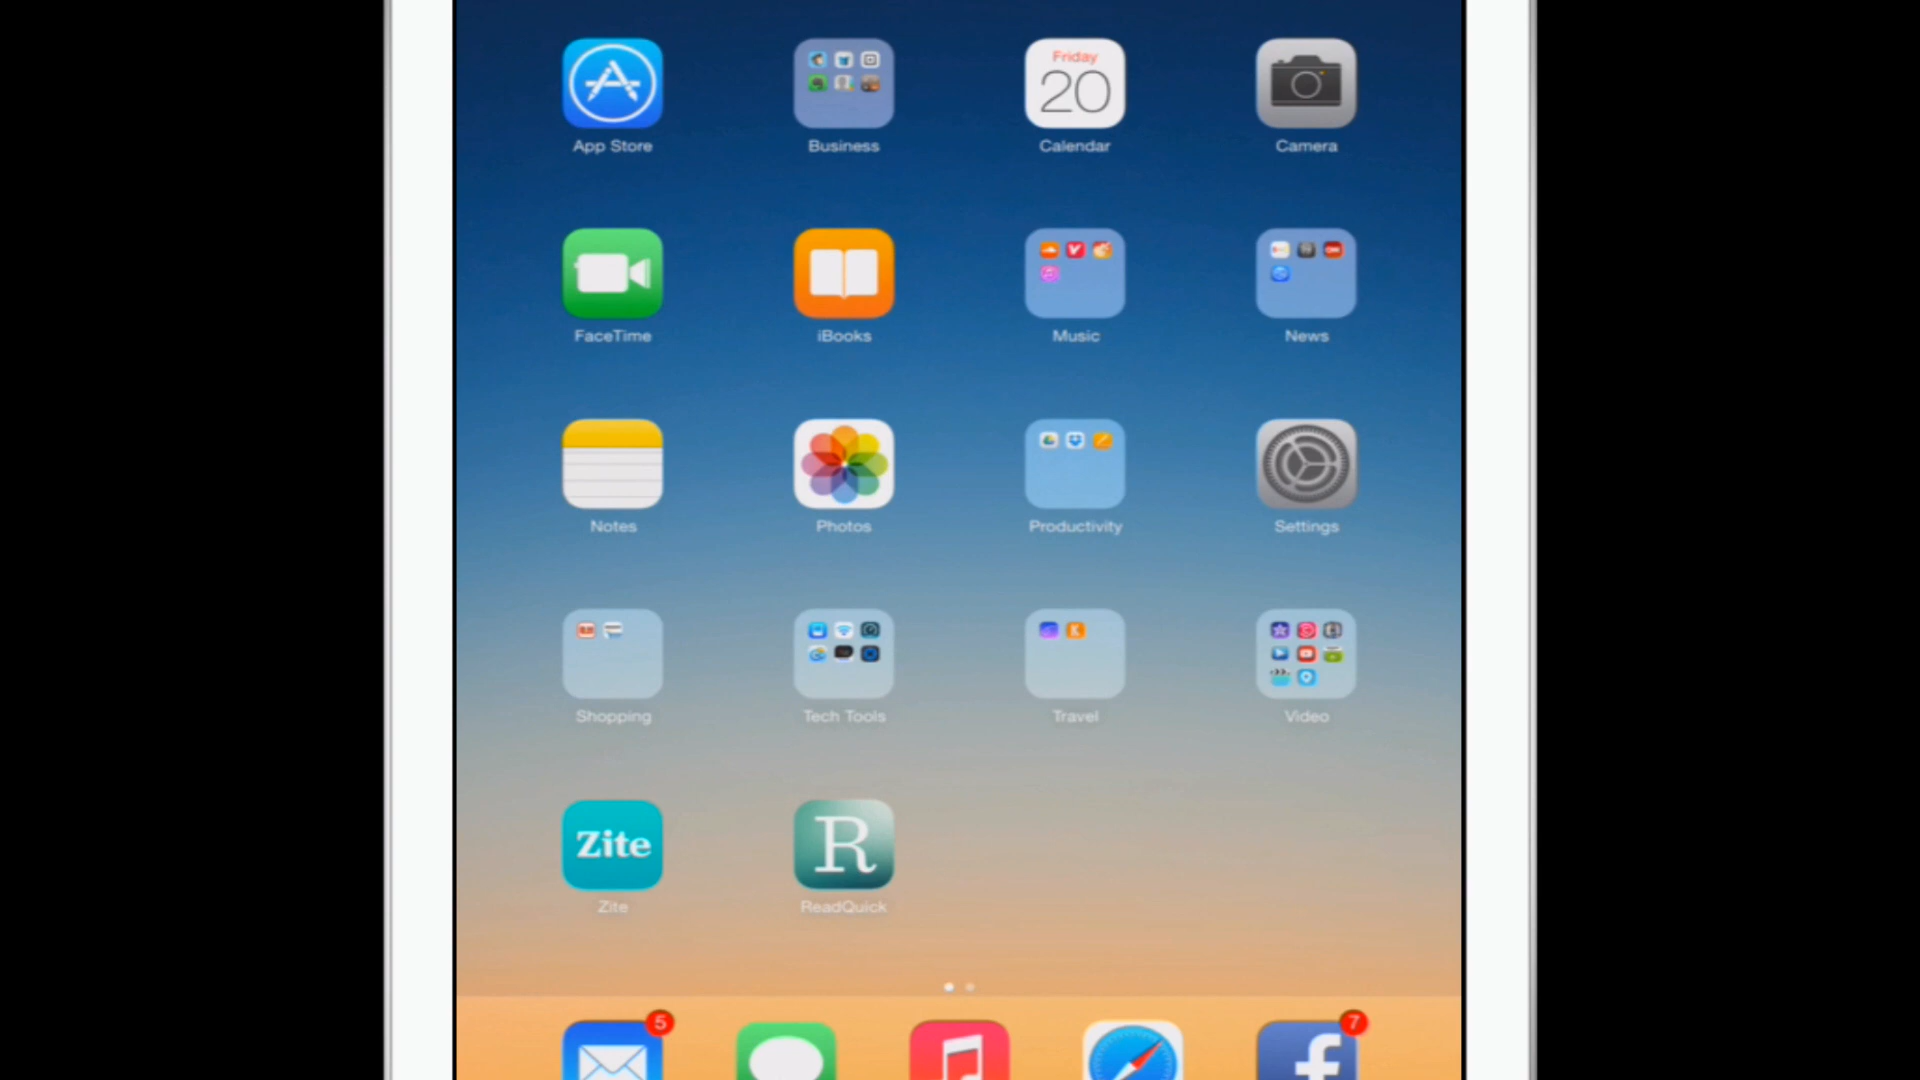 App Store
Business
Friday
20
Calendar
Camera
FaceTime
iBooks
Music
News
Notes
Photos
Productivity
Settings
Shopping
Tech Tools
Travel
Video
Zite
Zite
R
ReadQuick
5
7
f